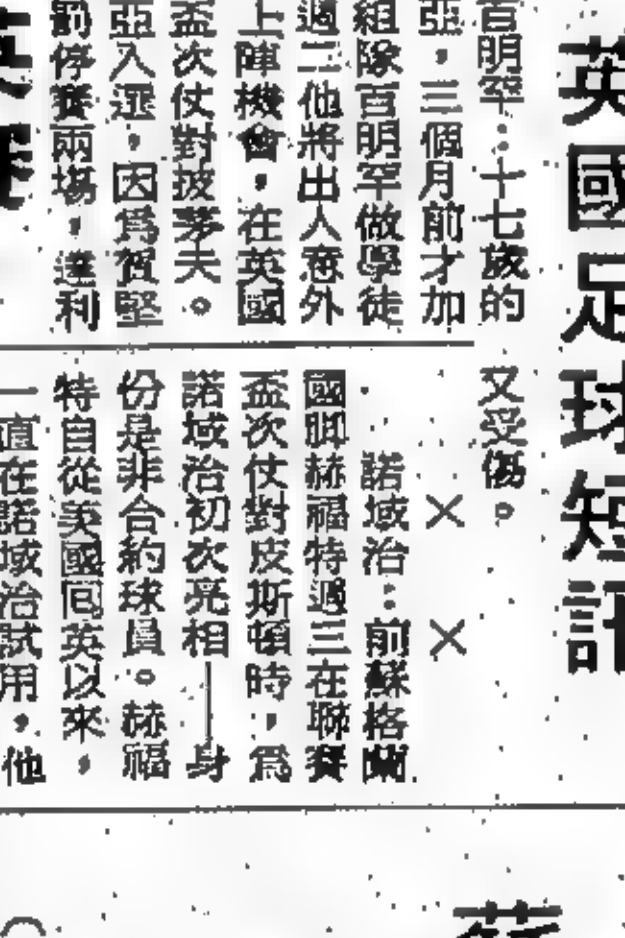 英國足球短訊
百明罕：十七歲的
亞，三個月前才加
組隊百明罕做學徒
週二他將出人意外
上陣機會，在英國
盃次仗對披茅夫。
亞入選，因爲賀堅
罰停賽兩場，達利
又受傷。
××
諾域治：前蘇格蘭
國脚赫福特週三在聯賽
盃次仗對皮斯頓時，爲
諾域治初次亮相——身
份是非合約球員。赫福
特自從美國囘英以來，
一直在諾域治試用，他